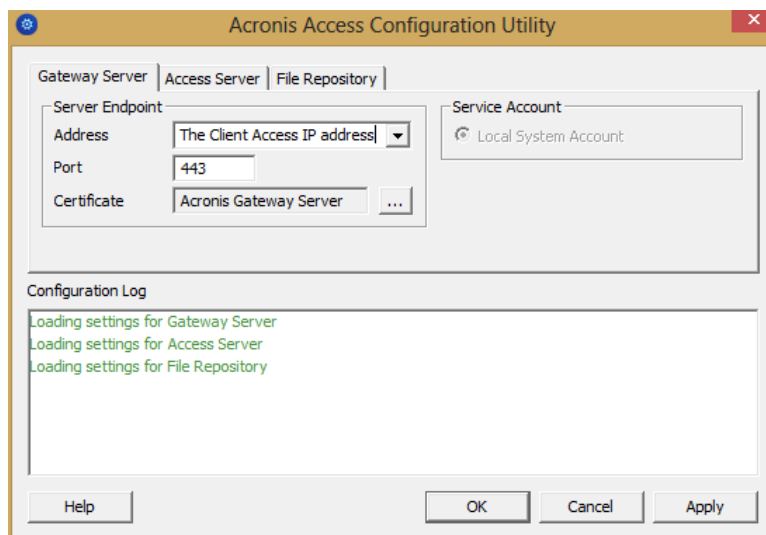 Acronis Access Configuration Utility
Gateway Server Access Server File Repository
Server Endpoint
Address The Client Access IP address
Port 443
Certificate Acronis Gateway Server ...
Service Account
Local System Account
Configuration Log
Loading settings for Gateway Server
Loading settings for Access Server
Loading settings for File Repository
Help OK Cancel Apply